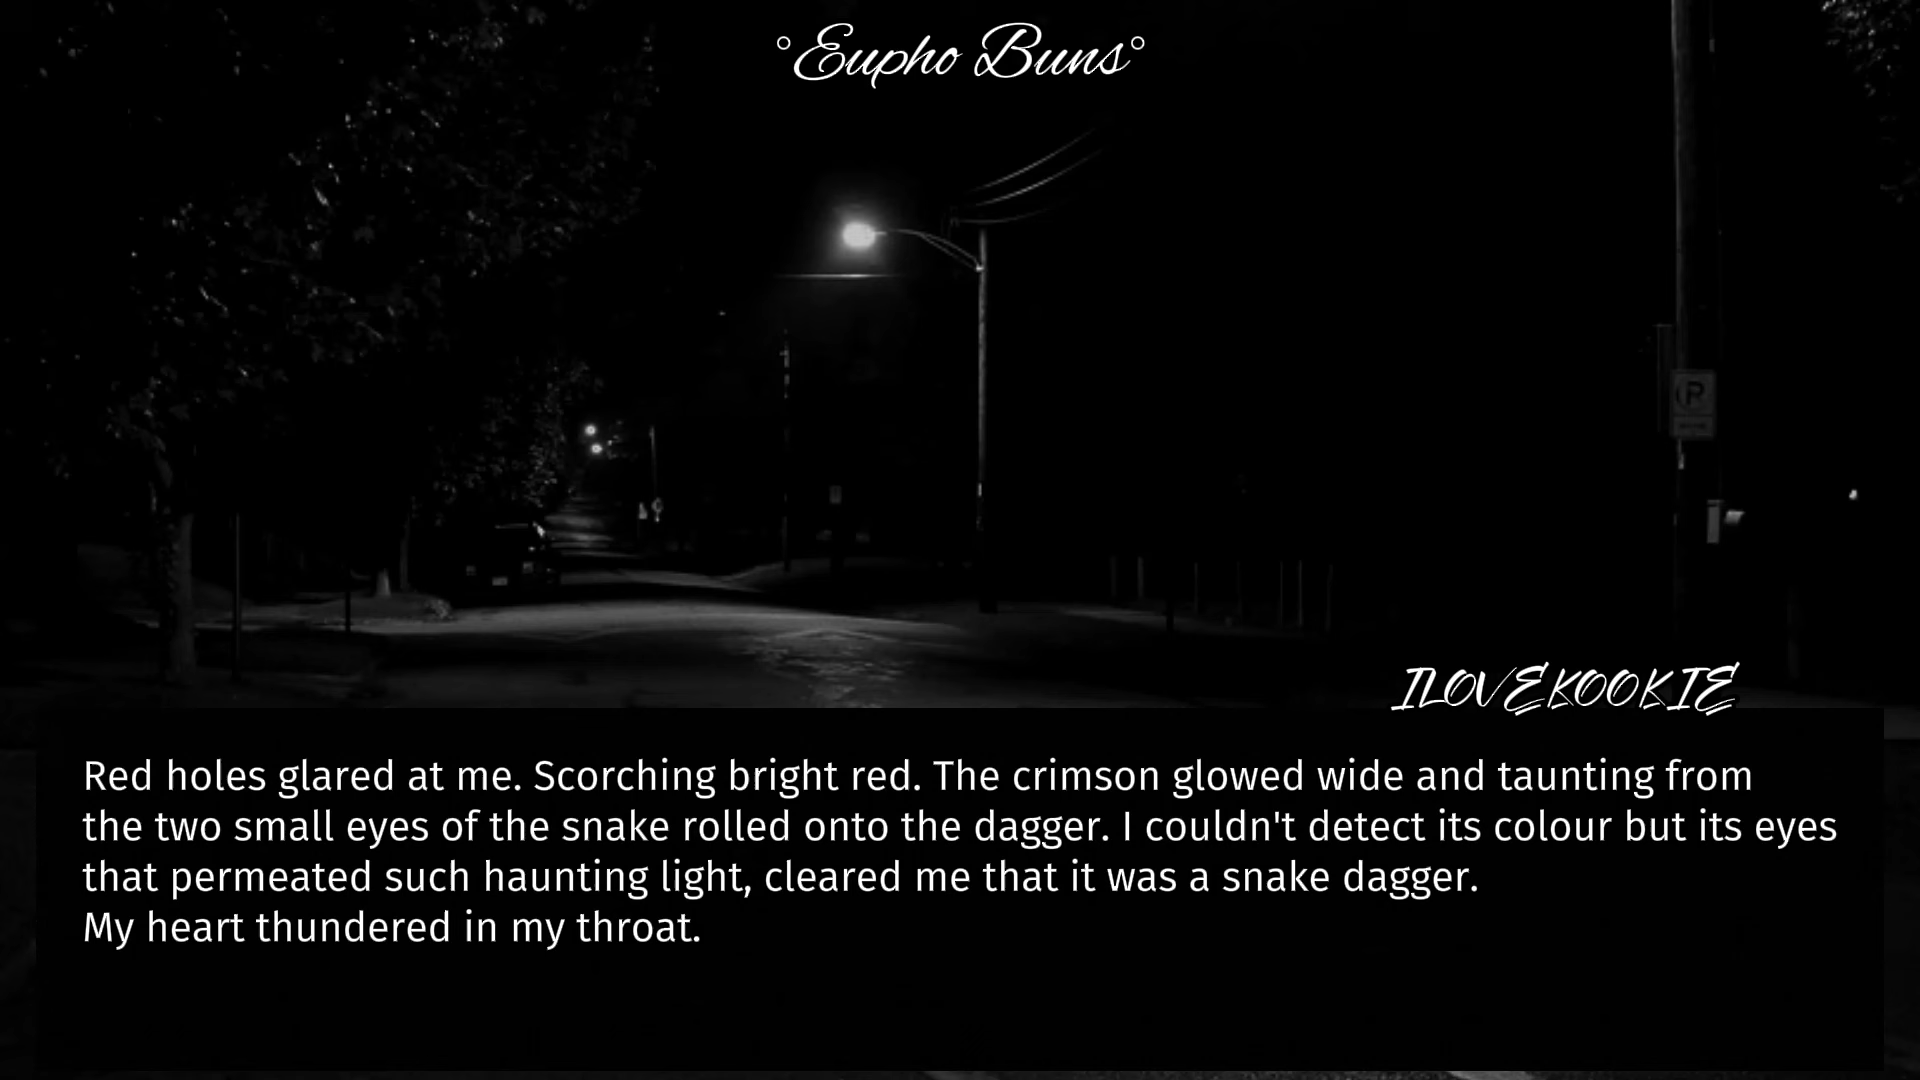 °Eupho Buns°
ILOVEKOOKIE
Red holes glared at me. Scorching bright red. The crimson glowed wide and taunting from
the two small eyes of the snake rolled onto the dagger. I couldn't detect its colour but its eyes
that permeated such haunting light, cleared me that it was a snake dagger.
My heart thundered in my throat.
P